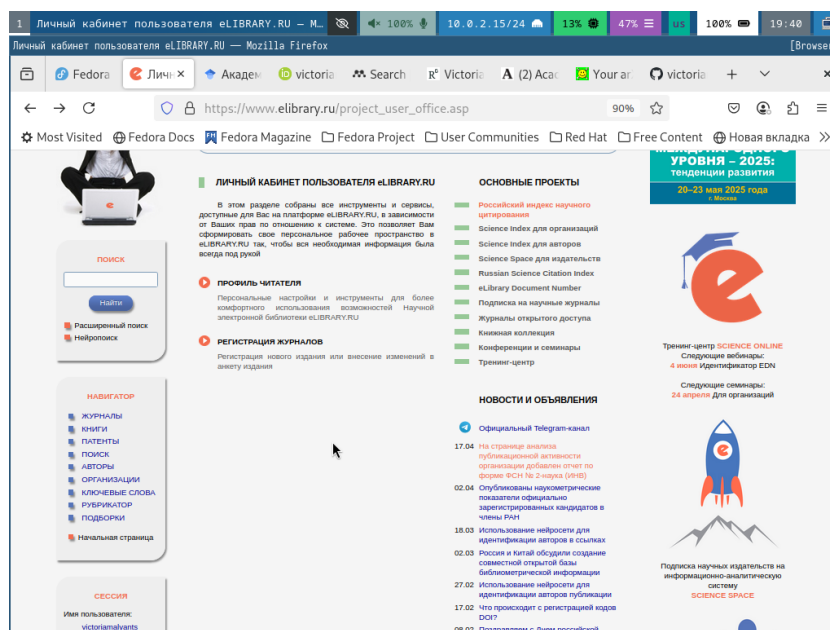 1 Личный кабинет пользователя eLIBRARY.RU — M… 100% 10.0.2.15/24 13% 47% us 100% 19:40
Личный кабинет пользователя eLIBRARY.RU — Mozilla Firefox [Browser
Fedora Личн Академ victoria Search Rᴳ Victoria A (2) Acac Your ar victoria
https://www.elibrary.ru/project_user_office.asp 90%
Most Visited Fedora Docs Fedora Magazine Fedora Project User Communities Red Hat Free Content Новая вкладка
ЛИЧНЫЙ КАБИНЕТ ПОЛЬЗОВАТЕЛЯ eLIBRARY.RU
В этом разделе собраны все инструменты и сервисы,
доступные для Вас на платформе eLIBRARY.RU, в зависимости
от Ваших прав по отношению к системе. Это позволяет Вам
сформировать свое персональное рабочее пространство в
eLIBRARY.RU так, чтобы вся необходимая информация была
всегда под рукой
ПРОФИЛЬ ЧИТАТЕЛЯ
Персональные настройки и инструменты для более
комфортного использования возможностей Научной
электронной библиотеки eLIBRARY.RU
РЕГИСТРАЦИЯ ЖУРНАЛОВ
Регистрация нового издания или внесение изменений в
анкету издания
ПОИСК
Найти
Расширенный поиск
Нейропоиск
НАВИГАТОР
ЖУРНАЛЫ
КНИГИ
ПАТЕНТЫ
ПОИСК
АВТОРЫ
ОРГАНИЗАЦИИ
КЛЮЧЕВЫЕ СЛОВА
РУБРИКАТОР
ПОДБОРКИ
Начальная страница
СЕССИЯ
Имя пользователя:
victoriamalyants
ОСНОВНЫЕ ПРОЕКТЫ
Российский индекс научного
цитирования
Science Index для организаций
Science Index для авторов
Science Space для издательств
Russian Science Citation Index
eLibrary Document Number
Подписка на научные журналы
Журналы открытого доступа
Книжная коллекция
Конференции и семинары
Тренинг-центр
НОВОСТИ И ОБЪЯВЛЕНИЯ
Официальный Telegram-канал
17.04 На странице анализа
публикационной активности
организации добавлен отчет по
форме ФСН № 2-наука (ИНВ)
02.04 Опубликованы наукометрические
показатели официально
зарегистрированных кандидатов в
члены РАН
18.03 Использование нейросети для
идентификации авторов в ссылках
02.03 Россия и Китай обсудили создание
совместной открытой базы
библиометрической информации
27.02 Использование нейросети для
идентификации авторов публикации
17.02 Что происходит с регистрацией кодов
DOI?
08.02 Поздравляем с Днем российской
МЕЖДУНАРОДНОГО
УРОВНЯ – 2025:
тенденции развития
20–23 мая 2025 года
г. Москва
Тренинг-центр SCIENCE ONLINE
Следующие вебинары:
4 июня Идентификатор EDN
Следующие семинары:
24 апреля Для организаций
Подписка научных издательств на
информационно-аналитическую
систему
SCIENCE SPACE